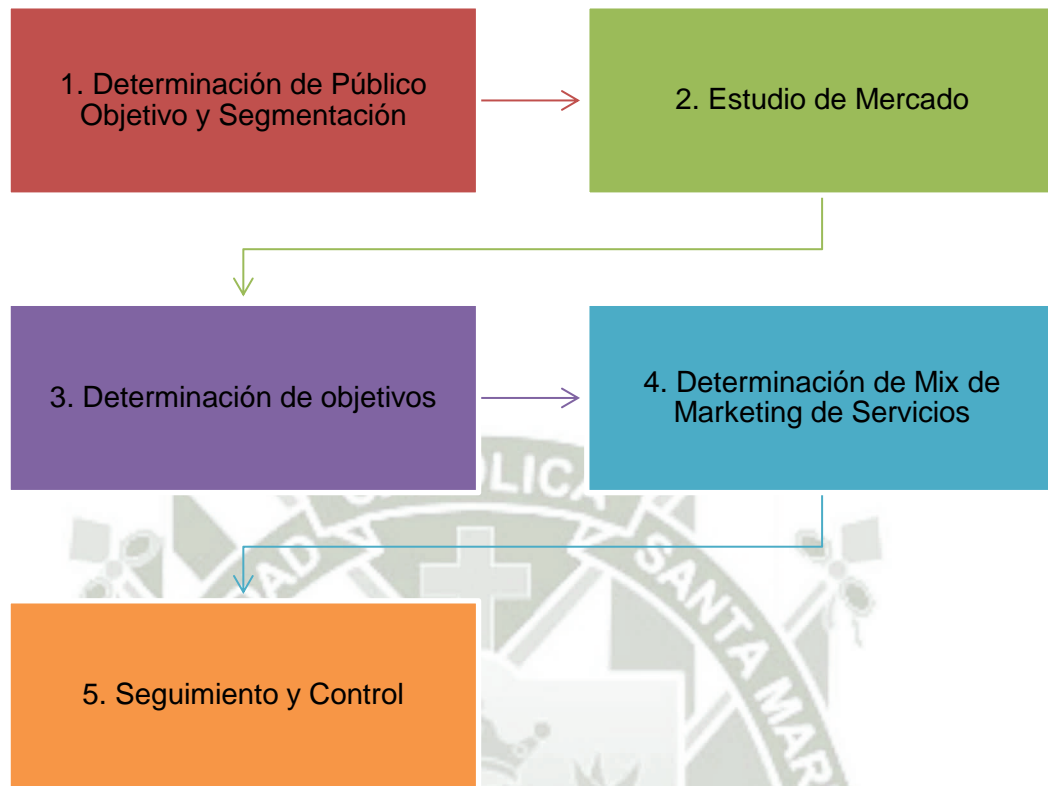 1. Determinación de Público
Objetivo y Segmentación
2. Estudio de Mercado
3. Determinación de objetivos
4. Determinación de Mix de
Marketing de Servicios
5. Seguimiento y Control
SANTA